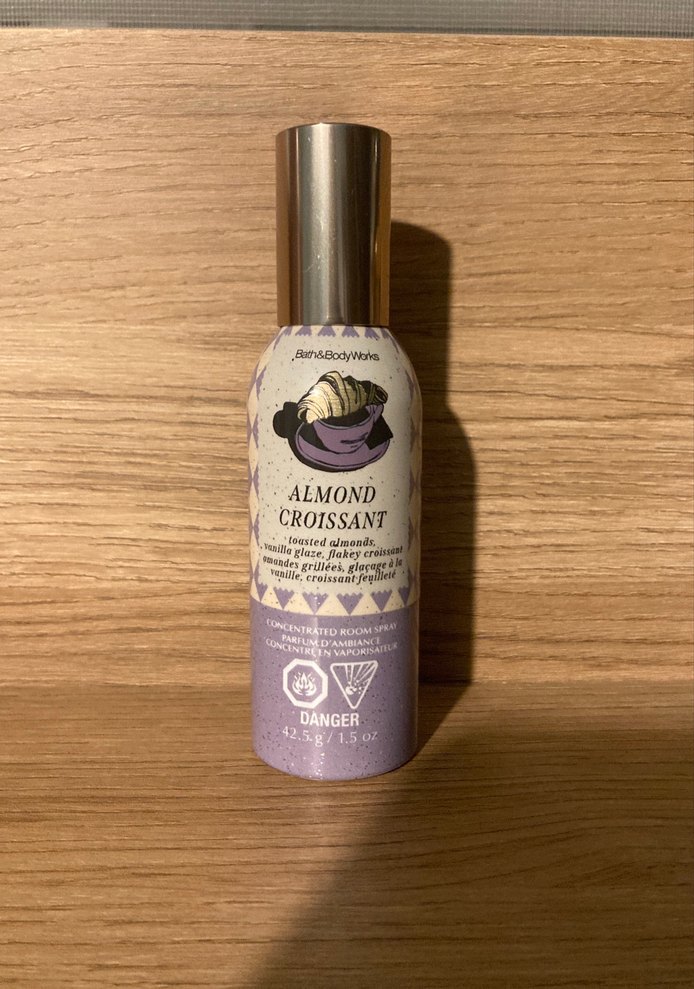 Bath&BodyWorks
ALMOND
CROISSANT
toasted almonds,
vanilla glaze, flakey croissant
amandes grillées, glaçage à la
vanille, croissant feuilleté
CONCENTRATED ROOM SPRAY
PARFUM D'AMBIANCE
CONCENTRÉ EN VAPORISATEUR
DANGER
42.5 g / 1.5 oz